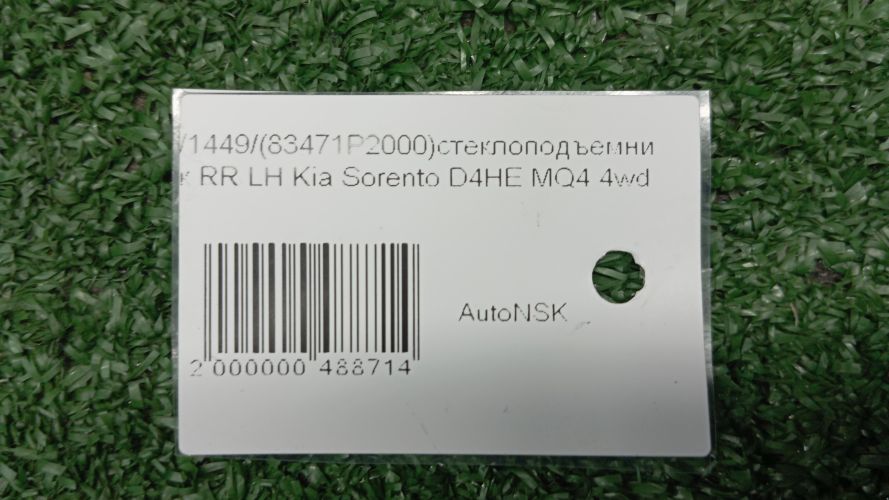 /1449/(83471P2000)стеклоподъемни
к RR LH Kia Sorento D4HE MQ4 4wd
AutoNSK
2 000000 488714